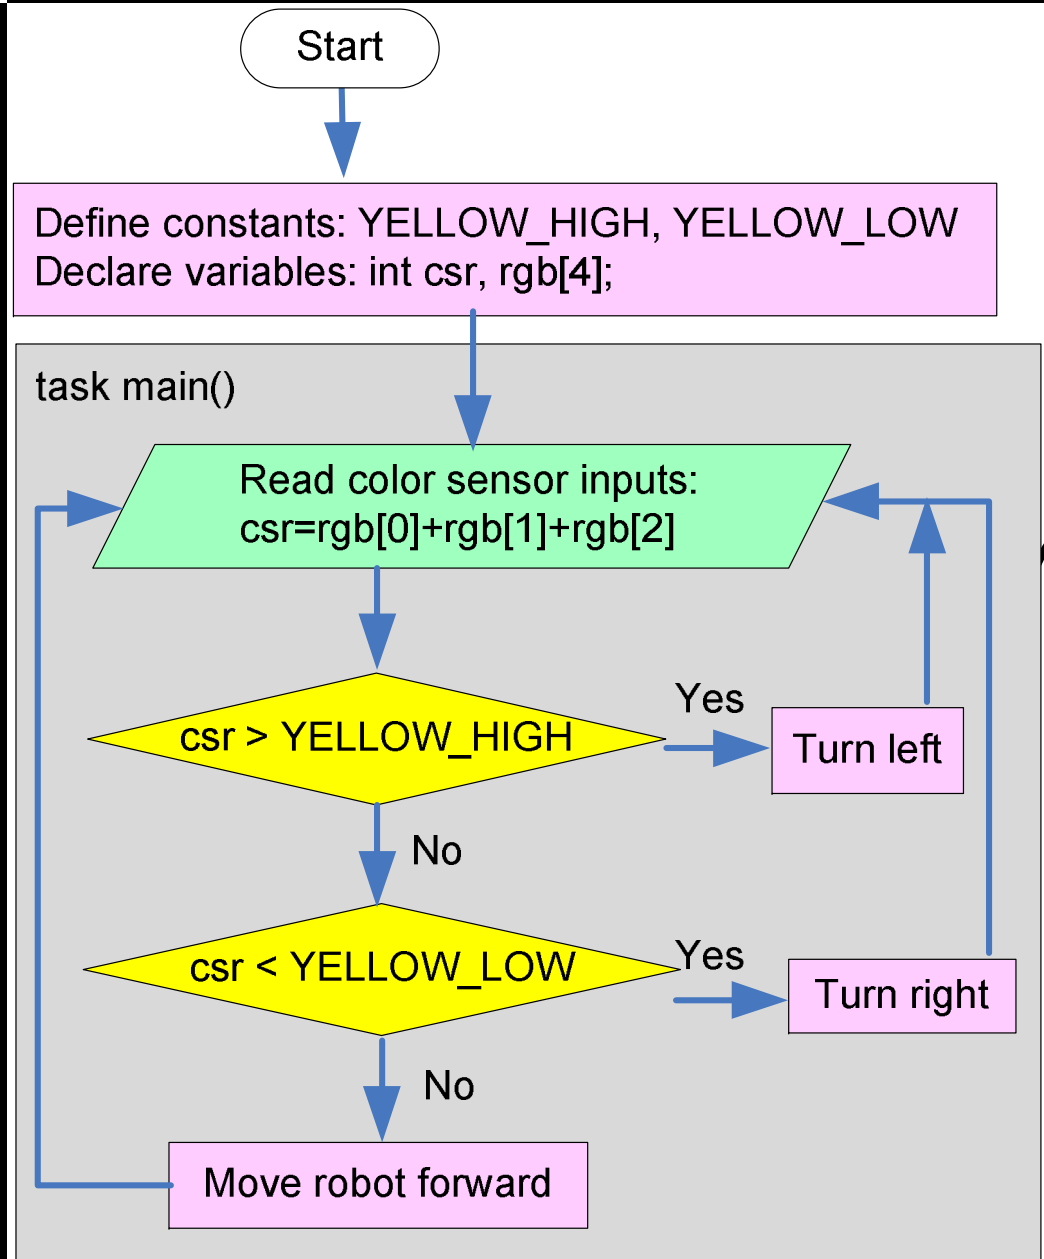 Start
Define constants: YELLOW_HIGH, YELLOW_LOW
Declare variables: int csr, rgb[4];
task main()
Read color sensor inputs:
csr=rgb[0]+rgb[1]+rgb[2]
csr > YELLOW_HIGH
Yes
Turn left
No
csr < YELLOW_LOW
Yes
Turn right
No
Move robot forward